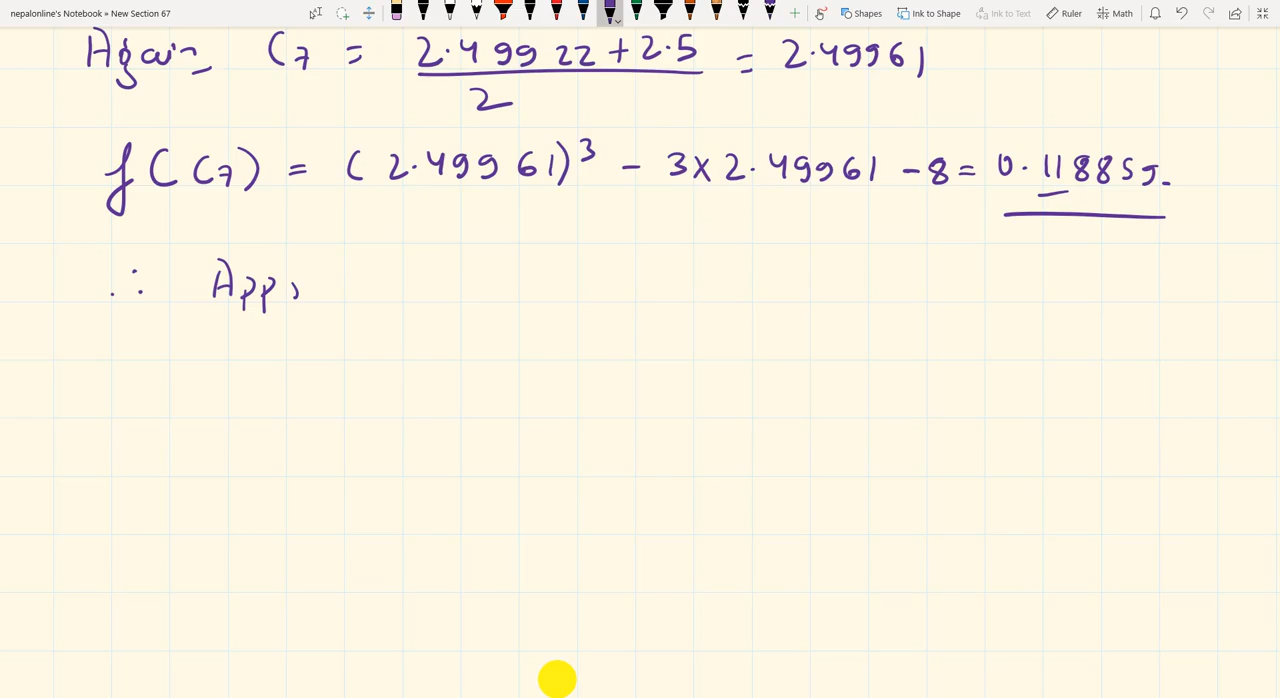 nepalonline's Notebook » New Section 67
Shapes Ink to Shape Ink to Text Ruler Math
Again, C7 = (2.49922+2.5)/2 = 2.49961
f(C7) = (2.49961)³ - 3×2.49961 - 8 = 0.11885J.
∴ App